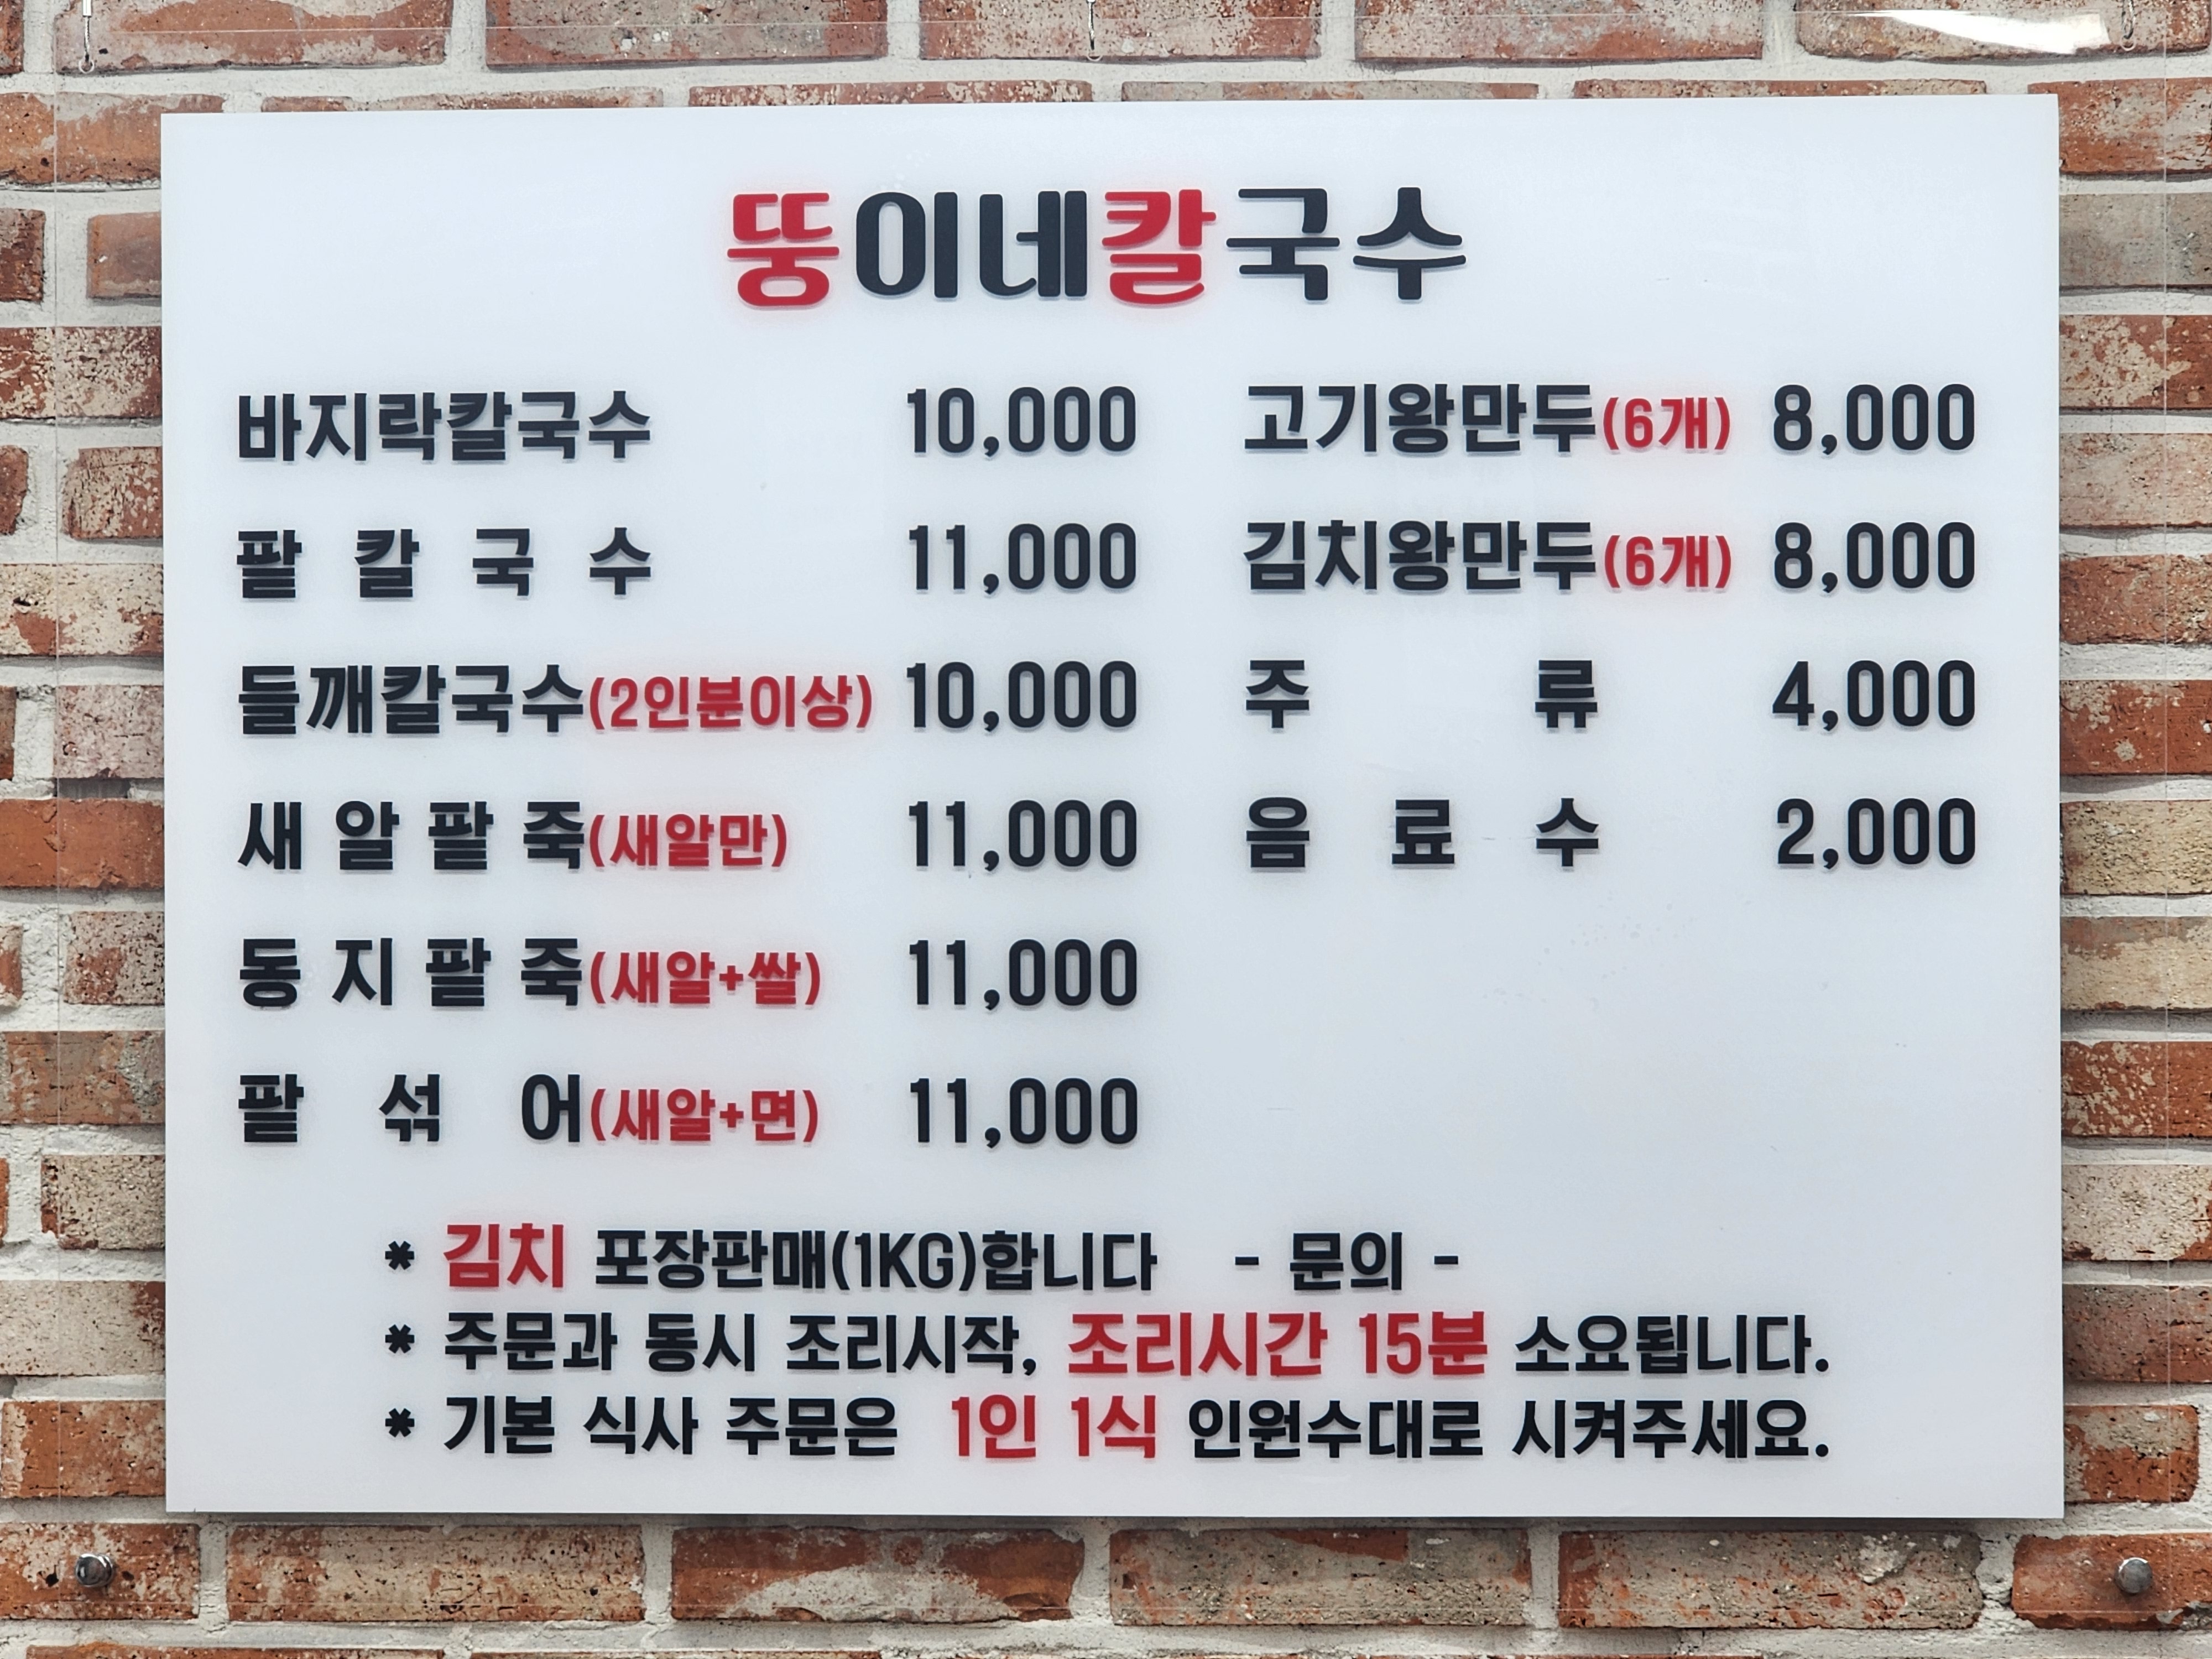 뚱이네칼국수
바지락칼국수 10,000
팥칼국수 11,000
들깨칼국수(2인분이상) 10,000
새알팥죽(새알만) 11,000
동지팥죽(새알+쌀) 11,000
팥섞어(새알+면) 11,000
고기왕만두(6개) 8,000
김치왕만두(6개) 8,000
주류 4,000
음료수 2,000
* 김치 포장판매(1KG)합니다 - 문의 -
* 주문과 동시 조리시작, 조리시간 15분 소요됩니다.
* 기본 식사 주문은 1인 1식 인원수대로 시켜주세요.